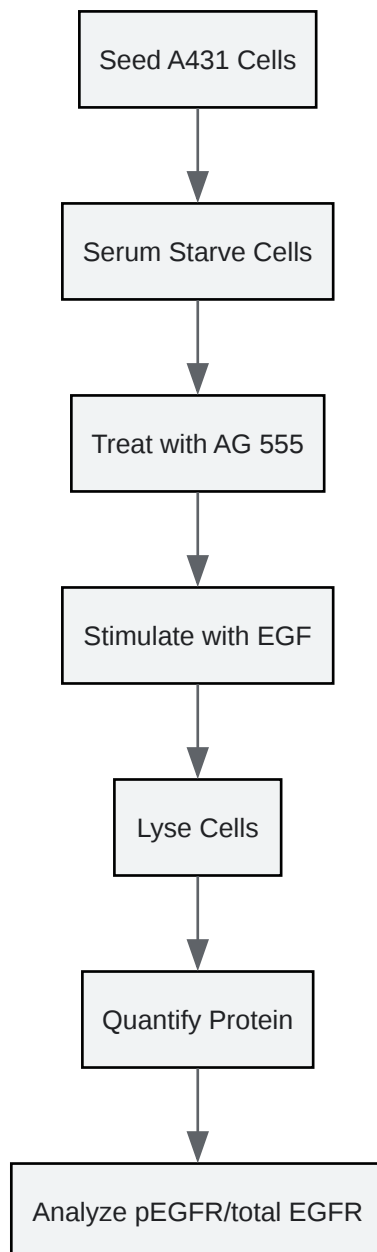 Seed A431 Cells
Serum Starve Cells
Treat with AG 555
Stimulate with EGF
Lyse Cells
Quantify Protein
Analyze pEGFR/total EGFR